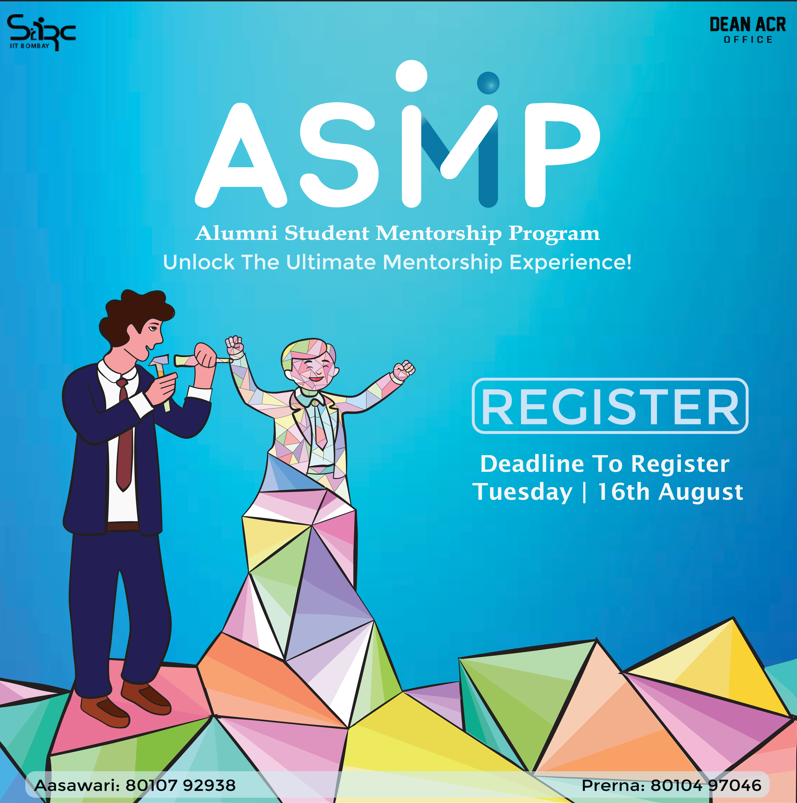 SARC
IIT BOMBAY
DEAN ACR
OFFICE
ASMP
Alumni Student Mentorship Program
Unlock The Ultimate Mentorship Experience!
REGISTER
Deadline To Register
Tuesday | 16th August
Aasawari: 80107 92938
Prerna: 80104 97046